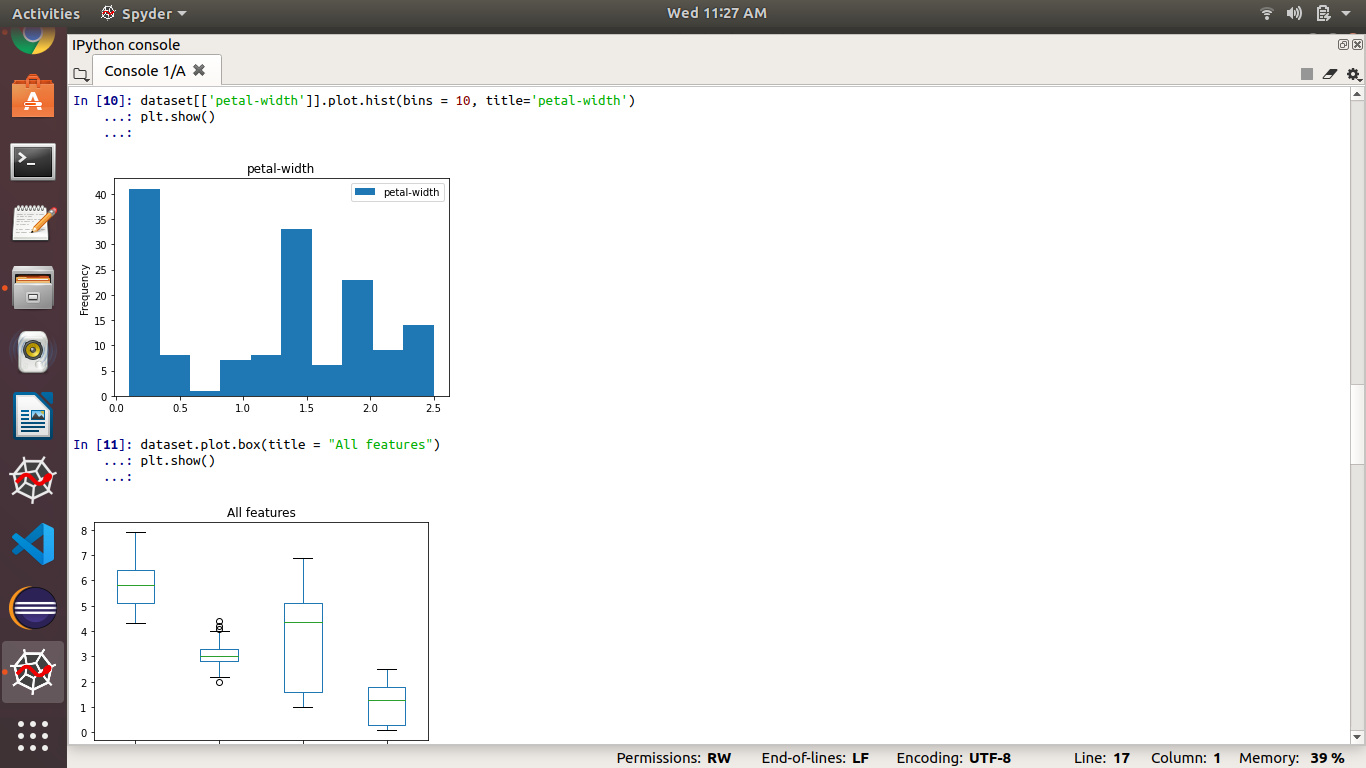 Activities Spyder Wed 11:27 AM
IPython console
Console 1/A
In [10]: dataset[['petal-width']].plot.hist(bins = 10, title='petal-width')
...: plt.show()
...:
petal-width
petal-width
40
35
30
25
20
15
10
5
0
Frequency
0.0 0.5 1.0 1.5 2.0 2.5
In [11]: dataset.plot.box(title = "All features")
...: plt.show()
...:
All features
8
7
6
5
4
3
2
1
0
Permissions: RW End-of-lines: LF Encoding: UTF-8 Line: 17 Column: 1 Memory: 39 %